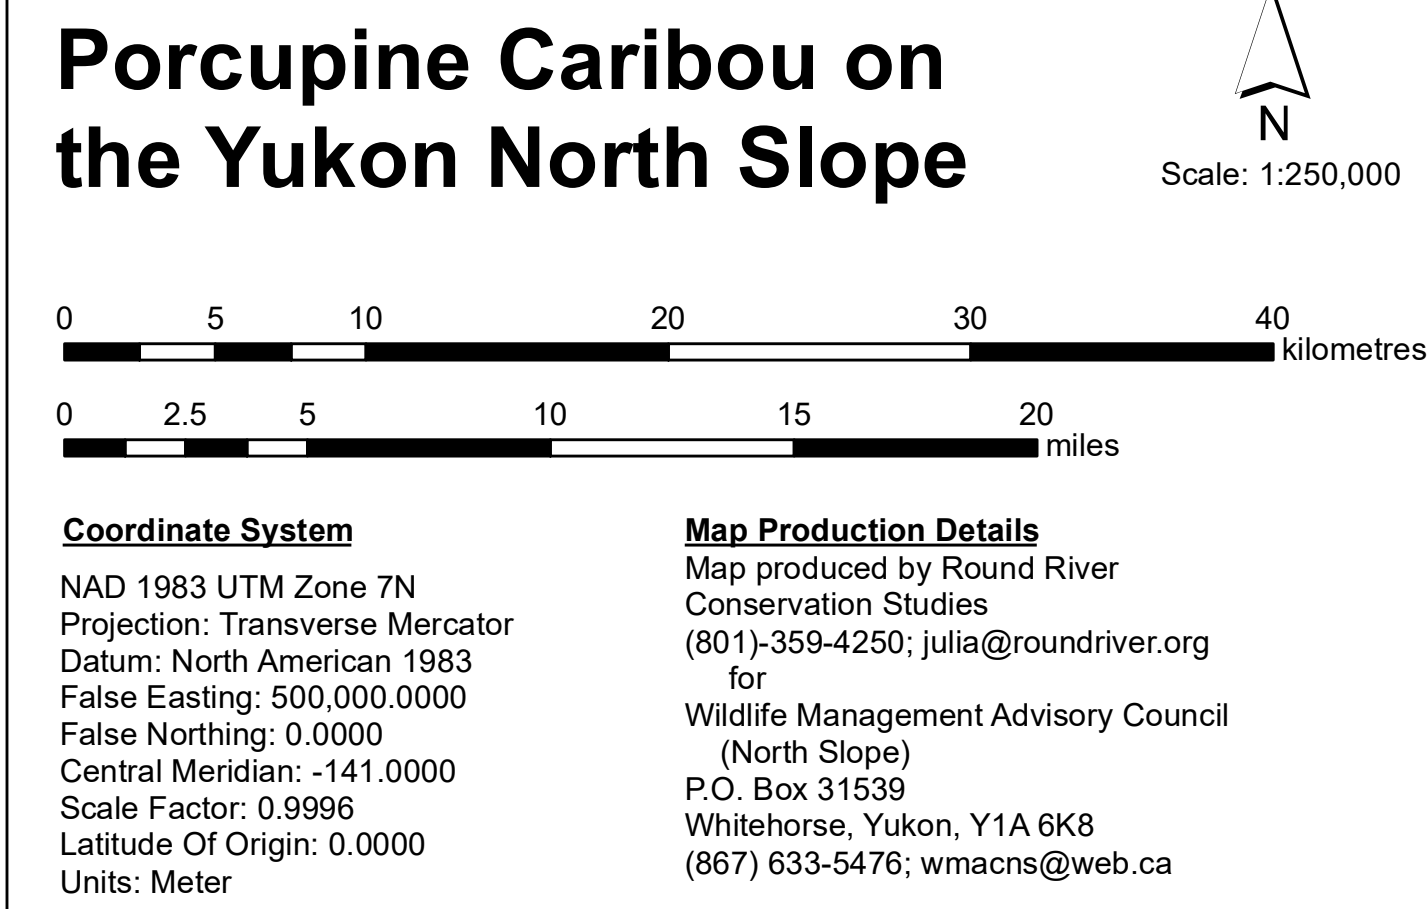 Porcupine Caribou on
the Yukon North Slope
N
Scale: 1:250,000
0 5 10 20 30 40
kilometres
0 2.5 5 10 15 20
miles
Coordinate System
NAD 1983 UTM Zone 7N
Projection: Transverse Mercator
Datum: North American 1983
False Easting: 500,000.0000
False Northing: 0.0000
Central Meridian: -141.0000
Scale Factor: 0.9996
Latitude Of Origin: 0.0000
Units: Meter
Map Production Details
Map produced by Round River
Conservation Studies
(801)-359-4250; julia@roundriver.org
for
Wildlife Management Advisory Council
(North Slope)
P.O. Box 31539
Whitehorse, Yukon, Y1A 6K8
(867) 633-5476; wmacns@web.ca